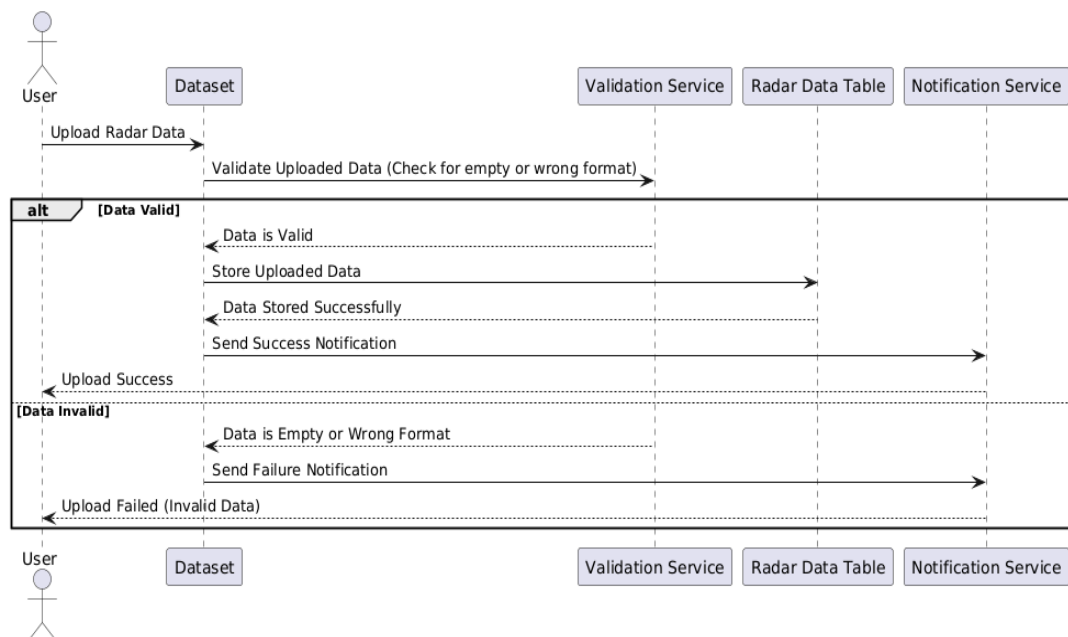 User
Dataset
Validation Service
Radar Data Table
Notification Service
Upload Radar Data
Validate Uploaded Data (Check for empty or wrong format)
alt
[Data Valid]
Data is Valid
Store Uploaded Data
Data Stored Successfully
Send Success Notification
Upload Success
[Data Invalid]
Data is Empty or Wrong Format
Send Failure Notification
Upload Failed (Invalid Data)
User
Dataset
Validation Service
Radar Data Table
Notification Service